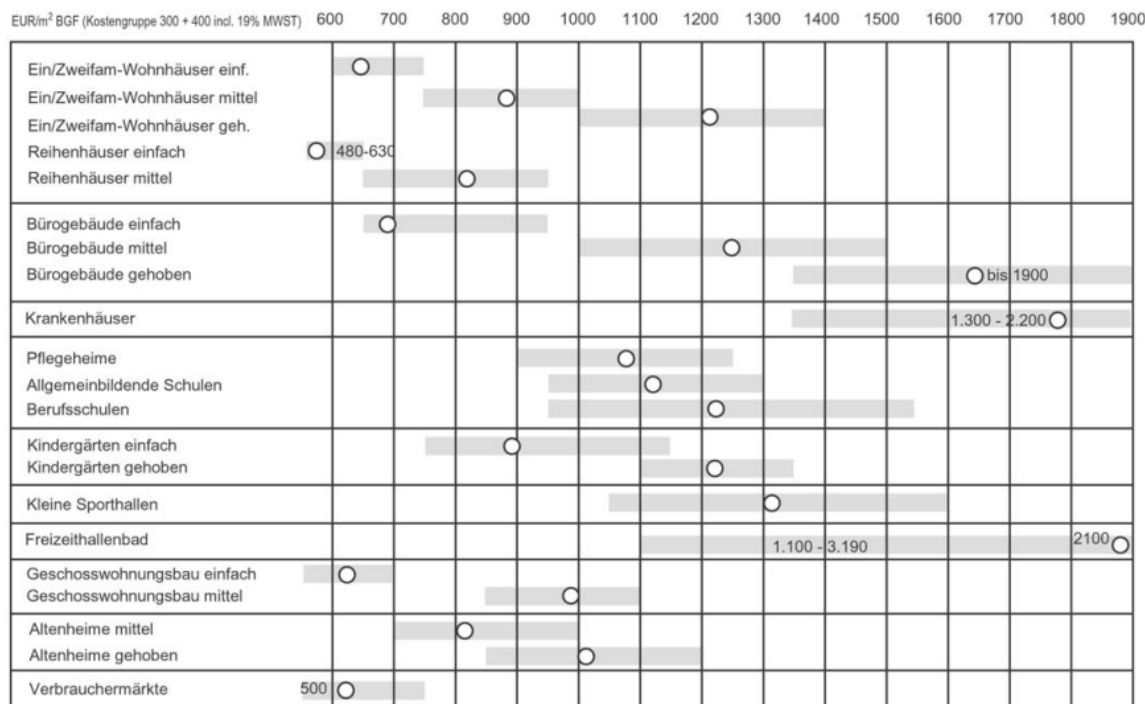 EUR/m² BGF (Kostengruppe 300 + 400 incl. 19% MWST) 600 700 800 900 1000 1100 1200 1300 1400 1500 1600 1700 1800 1900
Ein/Zweifam-Wohnhäuser einf.
Ein/Zweifam-Wohnhäuser mittel
Ein/Zweifam-Wohnhäuser geh.
Reihenhäuser einfach 480-630
Reihenhäuser mittel
Bürogebäude einfach
Bürogebäude mittel
Bürogebäude gehoben bis 1900
Krankenhäuser 1.300 - 2.200
Pflegeheime
Allgemeinbildende Schulen
Berufsschulen
Kindergärten einfach
Kindergärten gehoben
Kleine Sporthallen
Freizeithallenbad 1.100 - 3.190 2100
Geschosswohnungsbau einfach
Geschosswohnungsbau mittel
Altenheime mittel
Altenheime gehoben
Verbrauchermärkte 500